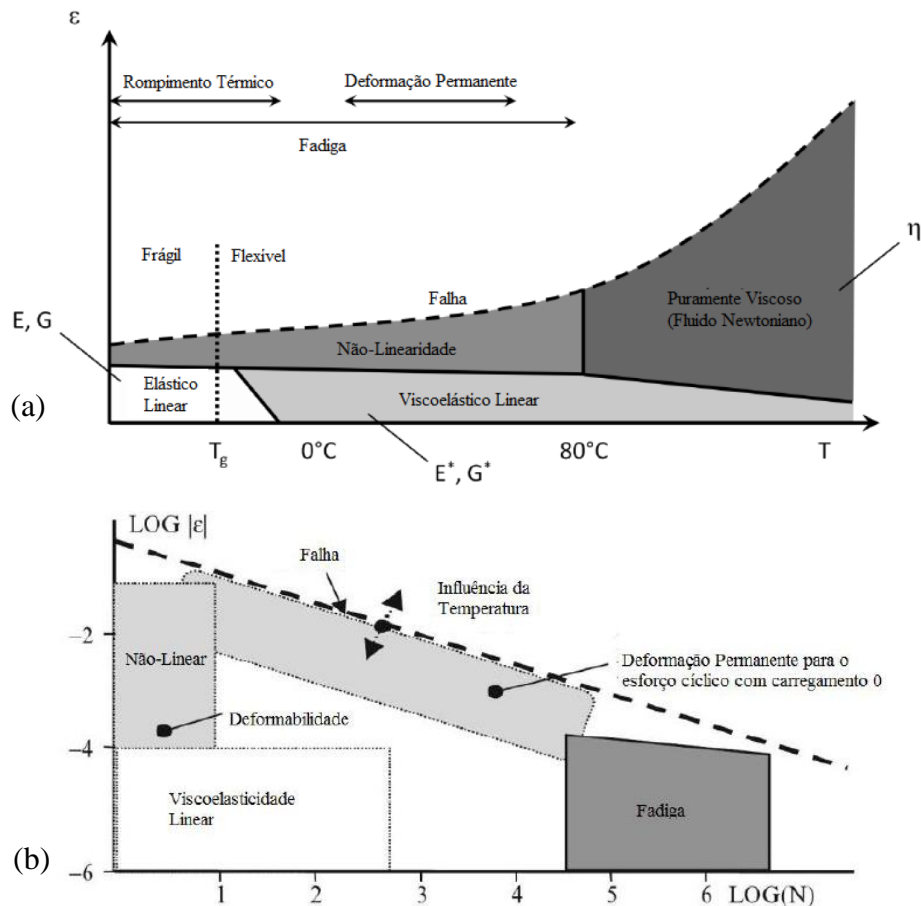 ε
Rompimento Térmico
Deformação Permanente
Fadiga
Frágil
Flexível
η
Falha
Puramente Viscoso
(Fluido Newtoniano)
E, G
Não-Linearidade
Elástico
Linear
Viscoelástico Linear
(a)
Tg
0°C
80°C
T
E*, G*
(b)
LOG |ε|
Falha
Influência da
Temperatura
–2
Não-Linear
Deformação Permanente para o
esforço cíclico com carregamento 0
Deformabilidade
–4
Viscoelasticidade
Linear
Fadiga
–6
1
2
3
4
5
6
LOG(N)